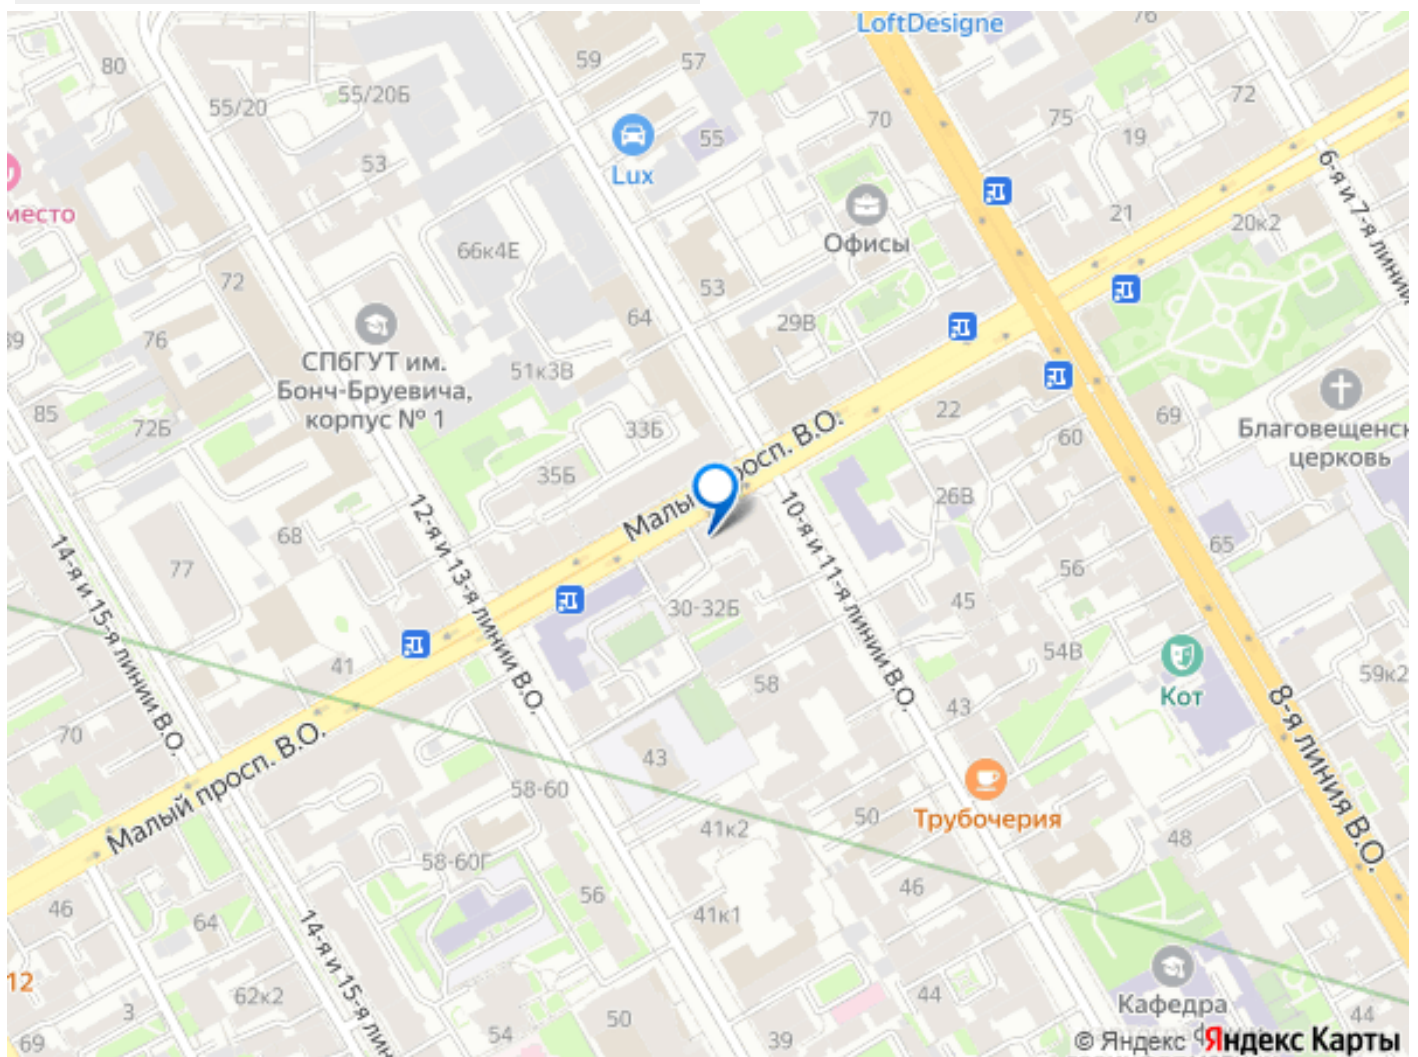 LoftDesigne
76
59
57
80
55/20
55/20Б
70
72
75
19
55
Lux
53
место
6-я и 7-я линии
21
20к2
Офисы
66к4Е
72
53
64
29В
СПбГУТ им.
Бонч-Бруевича,
корпус № 1
76
51к3В
85
72Б
33Б
22
69
60
Благовещенск
церковь
Малый просп. В.О.
35Б
26В
68
12-я и 13-я линии В.О.
10-я и 11-я линии В.О.
14-я и 15-я линии В.О.
77
65
56
45
30-32Б
41
54В
58
59к2
Кот
43
70
8-я линия В.О.
Малый просп. В.О.
43
58-60
Трубочерия
50
41к2
48
58-60Г
46
56
46
64
41к1
14-я и 15-я лин
12
62к2
3
44
Кафедра
50
44
69
54
39
© Яндекс Яндекс Карты